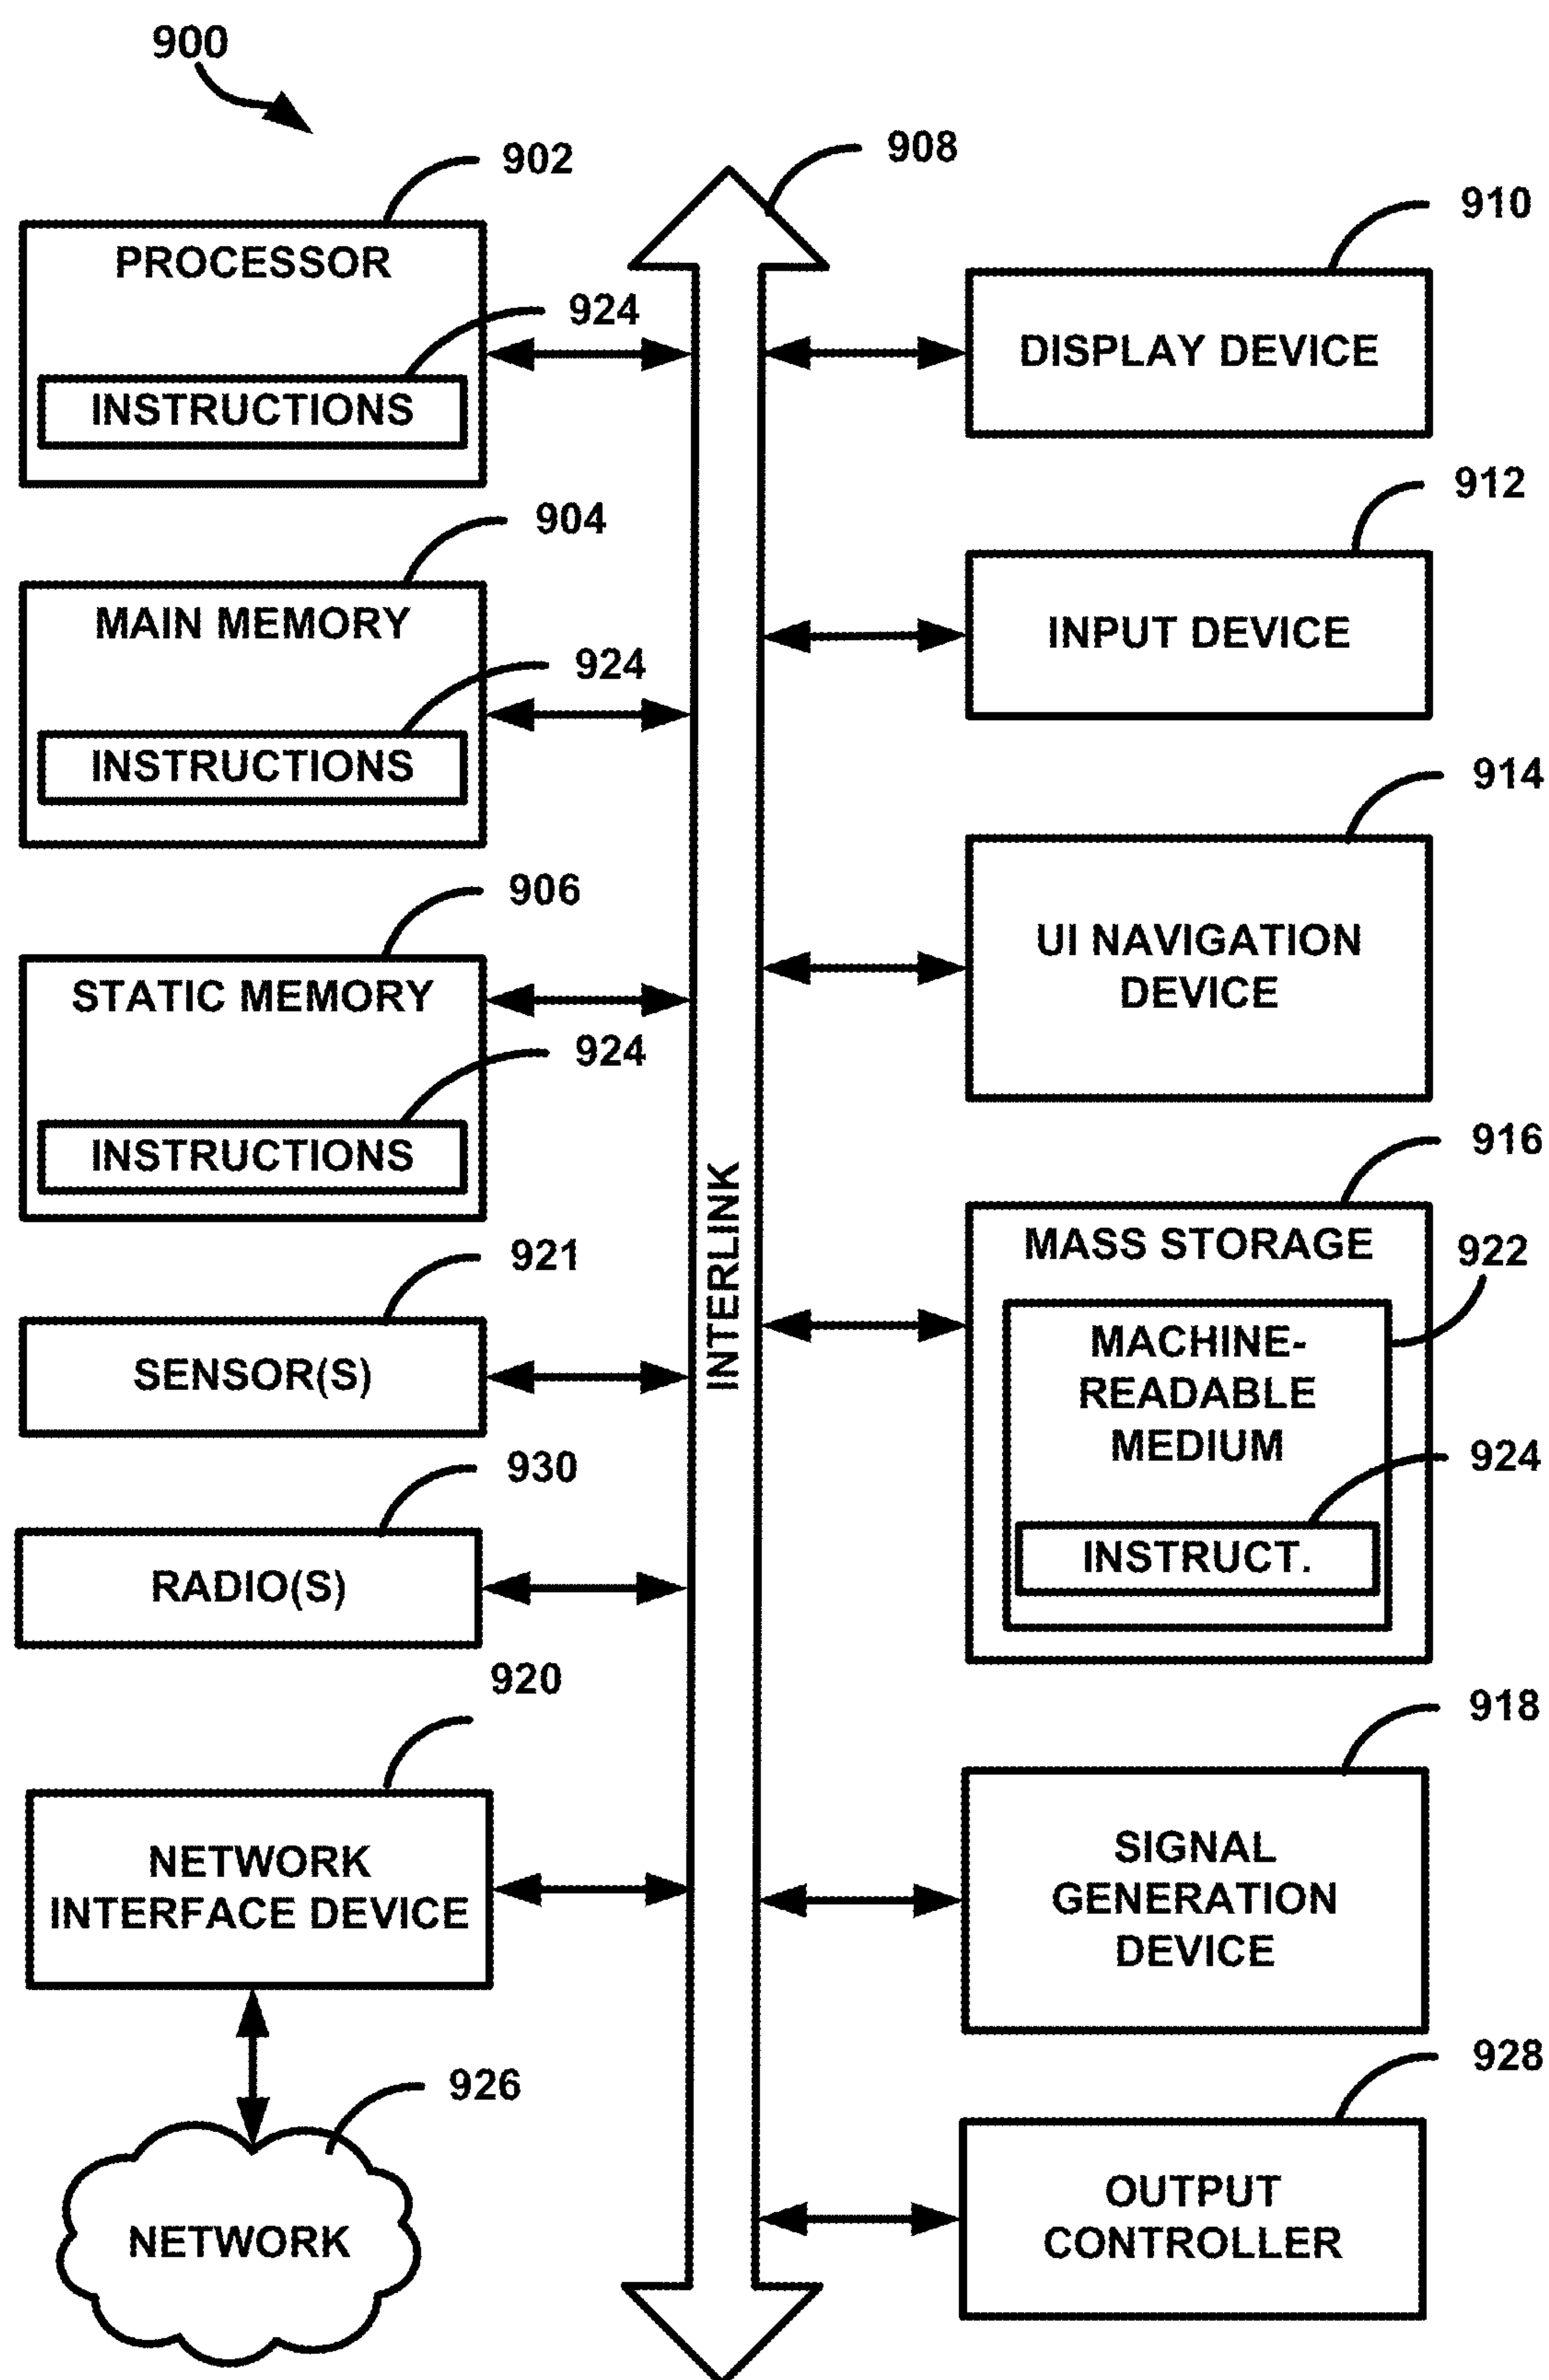 900
902
PROCESSOR
924
INSTRUCTIONS
904
MAIN MEMORY
924
INSTRUCTIONS
906
STATIC MEMORY
924
INSTRUCTIONS
921
SENSOR(S)
930
RADIO(S)
920
NETWORK
INTERFACE DEVICE
926
NETWORK
908
INTERLINK
910
DISPLAY DEVICE
912
INPUT DEVICE
914
UI NAVIGATION
DEVICE
916
MASS STORAGE
922
MACHINE-
READABLE
MEDIUM
924
INSTRUCT.
918
SIGNAL
GENERATION
DEVICE
928
OUTPUT
CONTROLLER